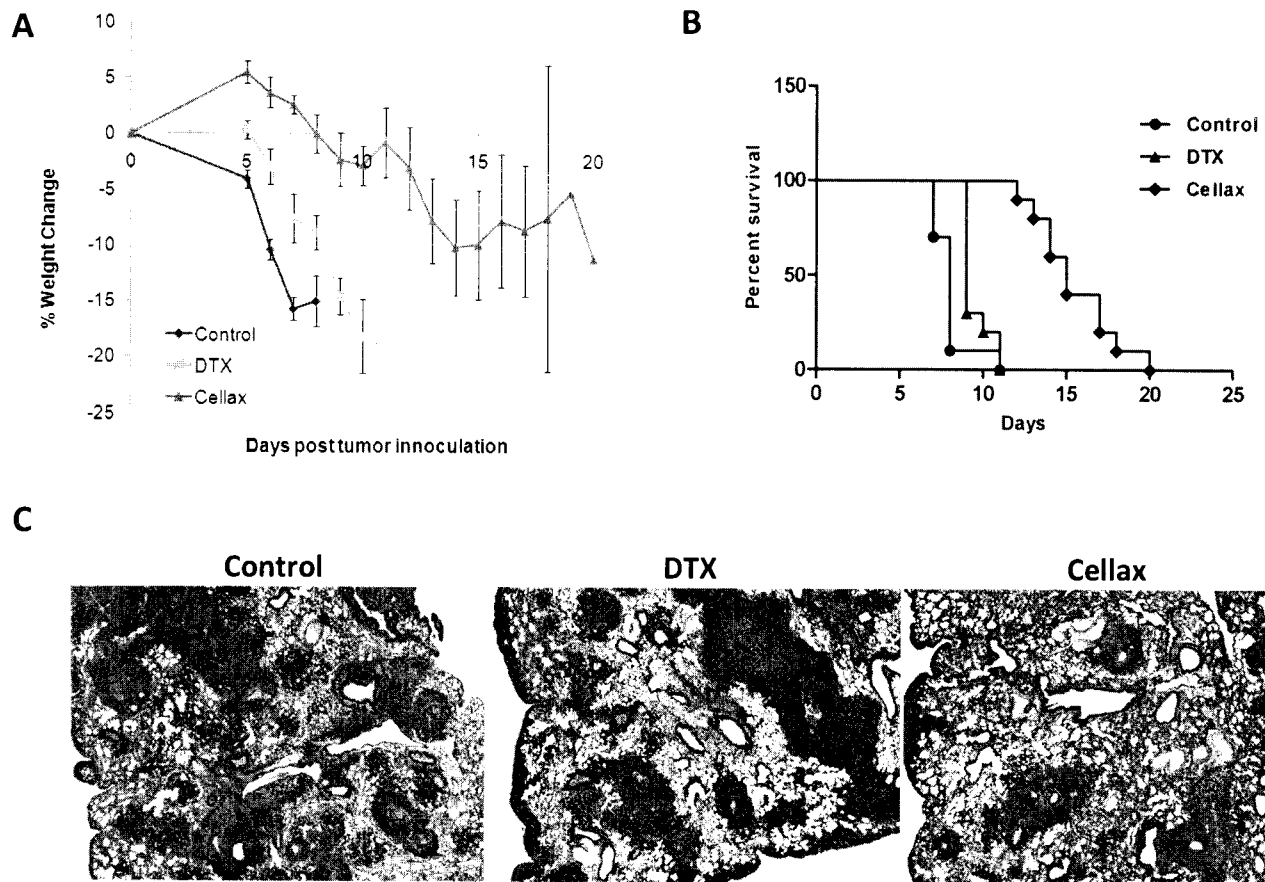 A
10
5
0
-5
-10
-15
-20
-25
0
5
10
15
20
% Weight Change
Control
DTX
Cellax
Days post tumor innoculation
B
150
100
50
0
0
5
10
15
20
25
Percent survival
Days
Control
DTX
Cellax
C
Control
DTX
Cellax